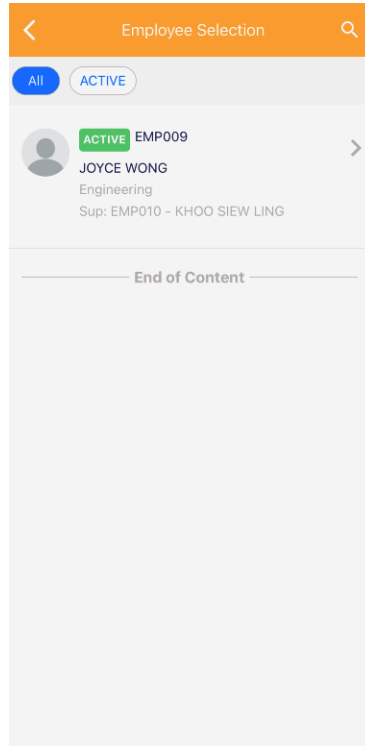 Employee Selection
All ACTIVE
ACTIVE EMP009
JOYCE WONG
Engineering
Sup: EMP010 - KHOO SIEW LING
End of Content